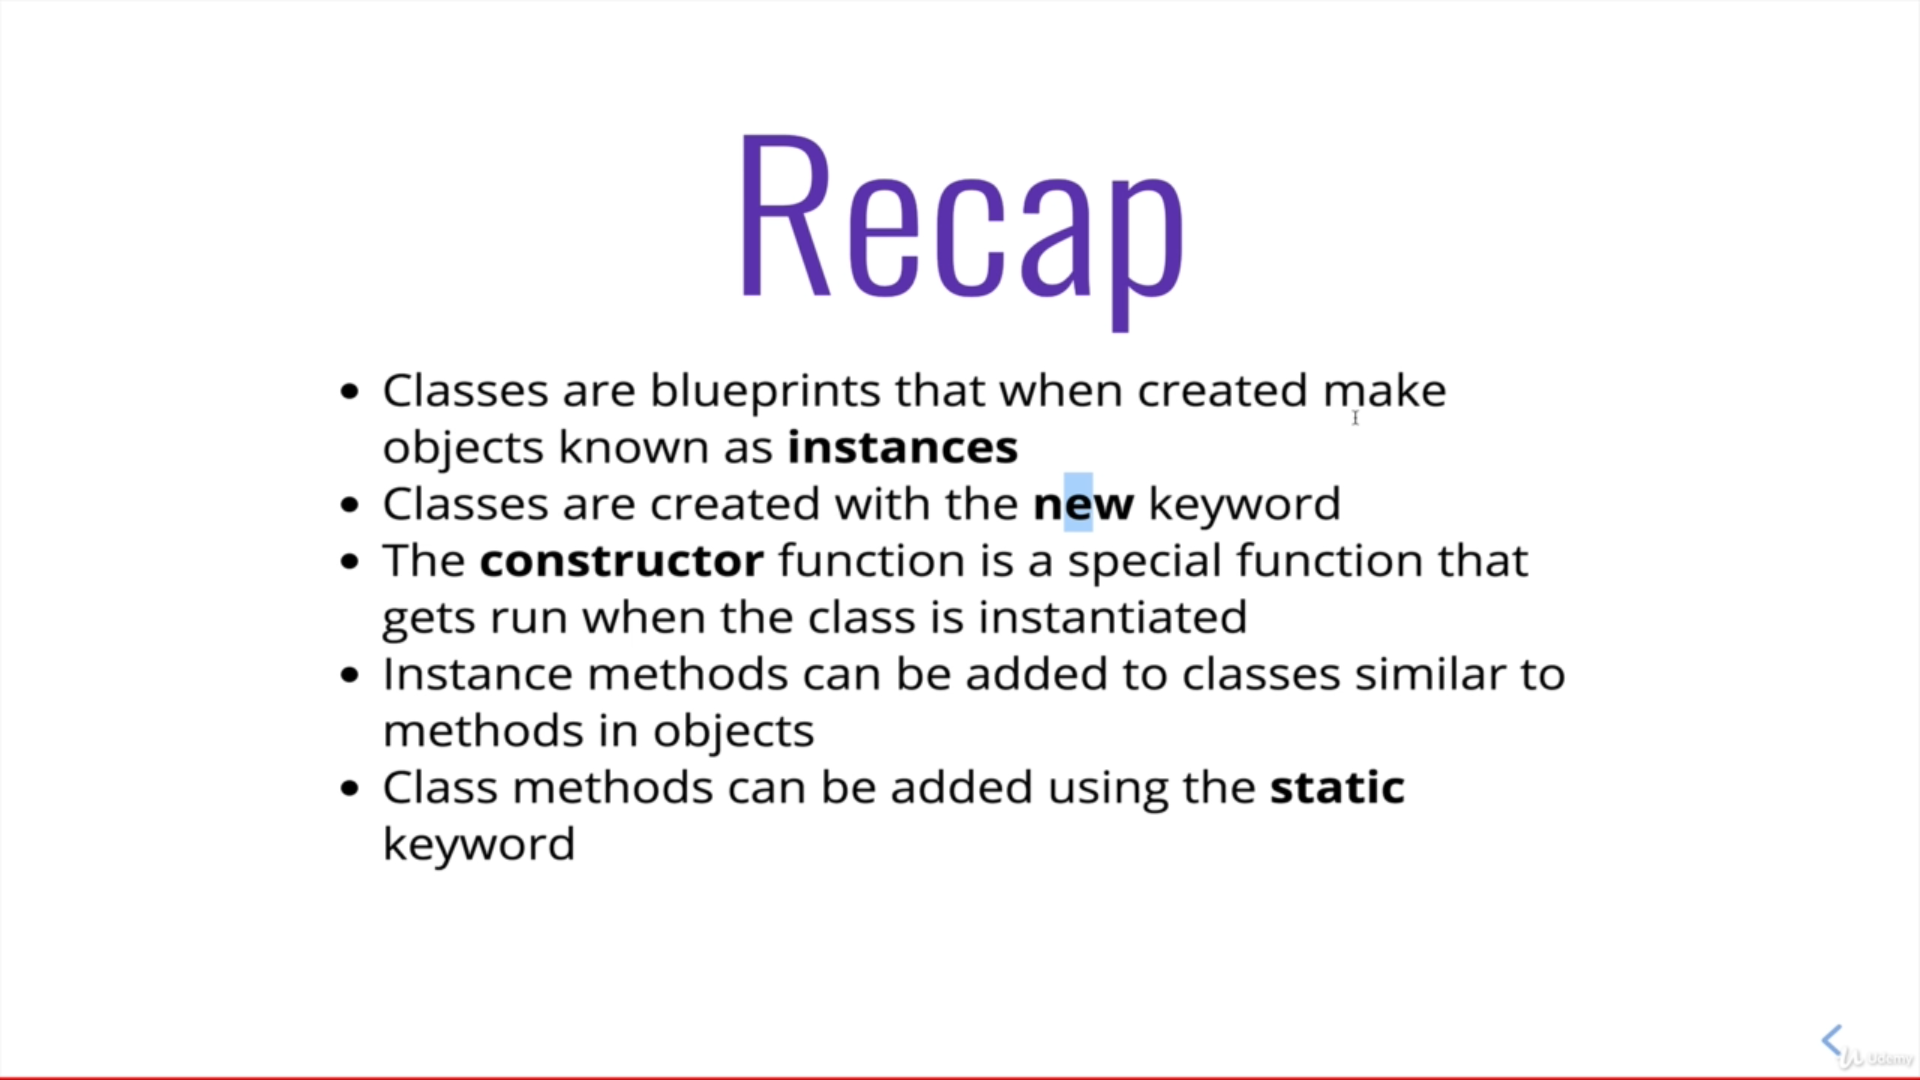 Recap
Classes are blueprints that when created make
objects known as instances
Classes are created with the new keyword
The constructor function is a special function that
gets run when the class is instantiated
Instance methods can be added to classes similar to
methods in objects
Class methods can be added using the static
keyword
Udemy